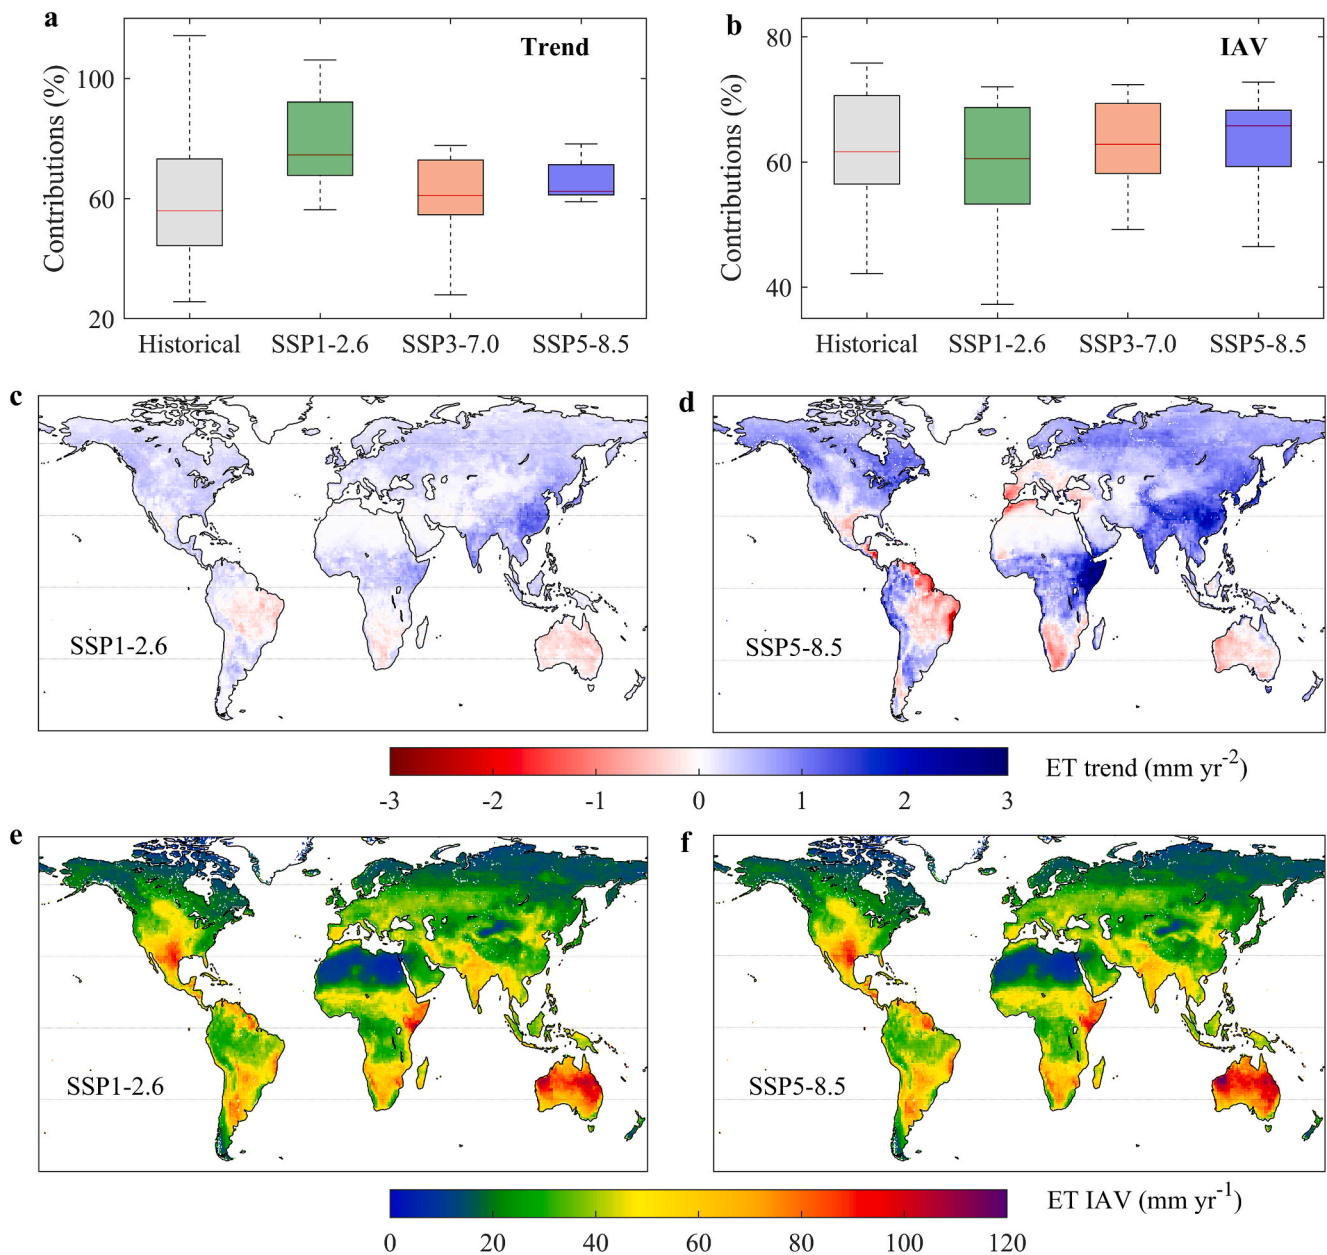 a
b
Trend
IAV
Contributions (%)
100
60
20
Historical
SSP1-2.6
SSP3-7.0
SSP5-8.5
Contributions (%)
80
60
40
Historical
SSP1-2.6
SSP3-7.0
SSP5-8.5
c
d
SSP1-2.6
SSP5-8.5
ET trend (mm yr⁻²)
-3 -2 -1 0 1 2 3
e
f
SSP1-2.6
SSP5-8.5
ET IAV (mm yr⁻¹)
0 20 40 60 80 100 120